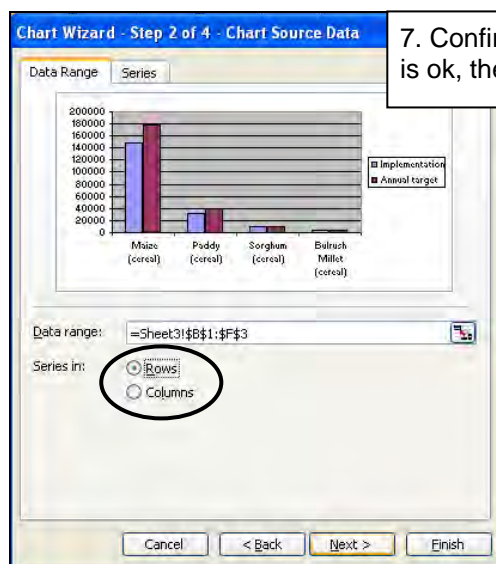 Chart Wizard - Step 2 of 4 - Chart Source Data
7. Confir
is ok, the
Data Range
Series
200000
180000
160000
140000
120000
100000
80000
60000
40000
20000
0
Implementation
Annual target
Maize
(cereal)
Paddy
(cereal)
Sorghum
(cereal)
Bulrush
Millet
(cereal)
Data range:
=Sheet3!$B$1:$F$3
Series in:
Rows
Columns
Cancel
< Back
Next >
Finish